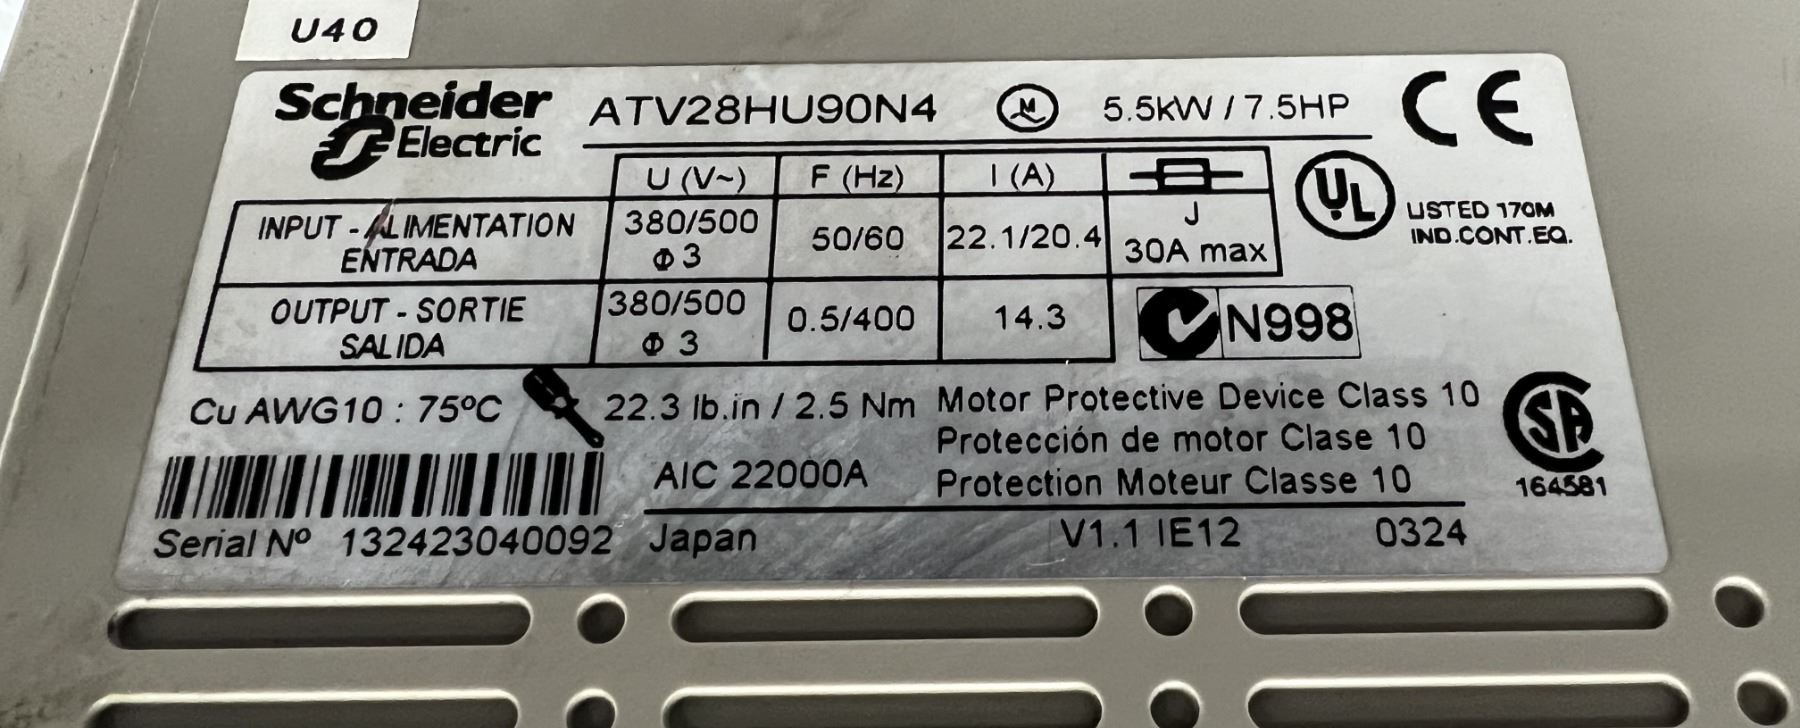 U40
Schneider
Electric
ATV28HU90N4 5.5kW / 7.5HP
CE
U (V~) F (Hz) I (A)
INPUT - ALIMENTATION
ENTRADA
380/500
Φ 3
50/60
22.1/20.4
J
30A max
UL
LISTED 170M
IND.CONT.EQ.
OUTPUT - SORTIE
SALIDA
380/500
Φ 3
0.5/400
14.3
N998
Cu AWG10 : 75°C
22.3 lb.in / 2.5 Nm
Motor Protective Device Class 10
Protección de motor Clase 10
AIC 22000A
Protection Moteur Classe 10
SA
164581
Serial Nº 132423040092
Japan
V1.1 IE12
0324